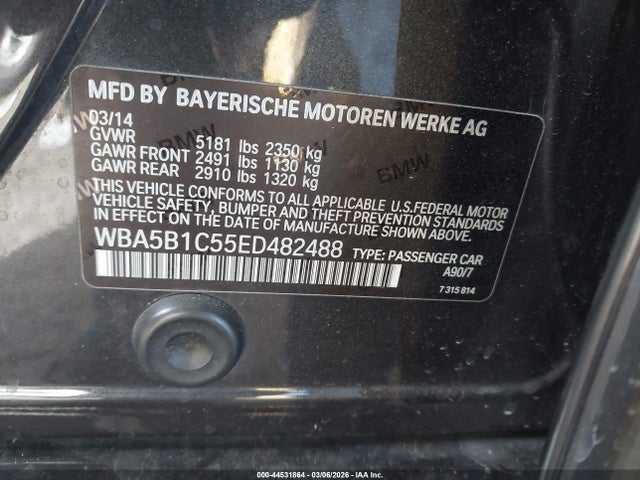 MFD BY BAYERISCHE MOTOREN WERKE AG
03/14
GVWR 5181 lbs 2350 kg
GAWR FRONT 2491 lbs 1130 kg
GAWR REAR 2910 lbs 1320 kg
THIS VEHICLE CONFORMS TO ALL APPLICABLE U.S.FEDERAL MOTOR
VEHICLE SAFETY, BUMPER AND THEFT PREVENTION STANDARDS
IN EFFECT ON THE DATE OF MANUFACTURE SHOWN ABOVE.
WBA5B1C55ED482488 TYPE: PASSENGER CAR
A90/7
7 315 814
000-44531864 - 03/06/2026 - IAA Inc.